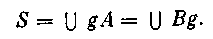 S = ∪ gA = ∪ Bg.